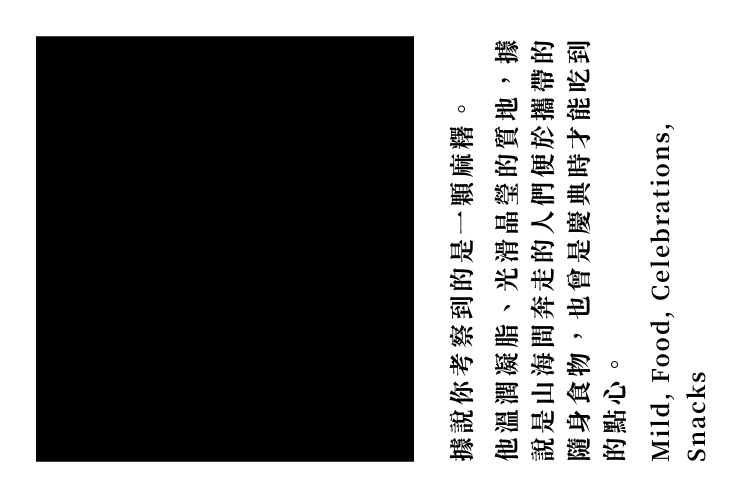 據說你考察到的是一顆麻糬。
他溫潤凝脂、光滑晶瑩的質地，據
說是山海間奔走的人們便於攜帶的
隨身食物，也曾是慶典時才能吃到
的點心。
Mild, Food, Celebrations,
Snacks